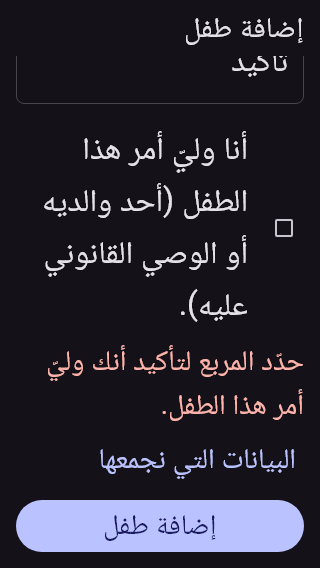 إضافة طفل
تأكيد
أنا وليّ أمر هذا
الطفل (أحد والديه
أو الوصي القانوني
عليه).
حدّد المربع لتأكيد أنك وليّ
أمر هذا الطفل.
البيانات التي نجمعها
إضافة طفل